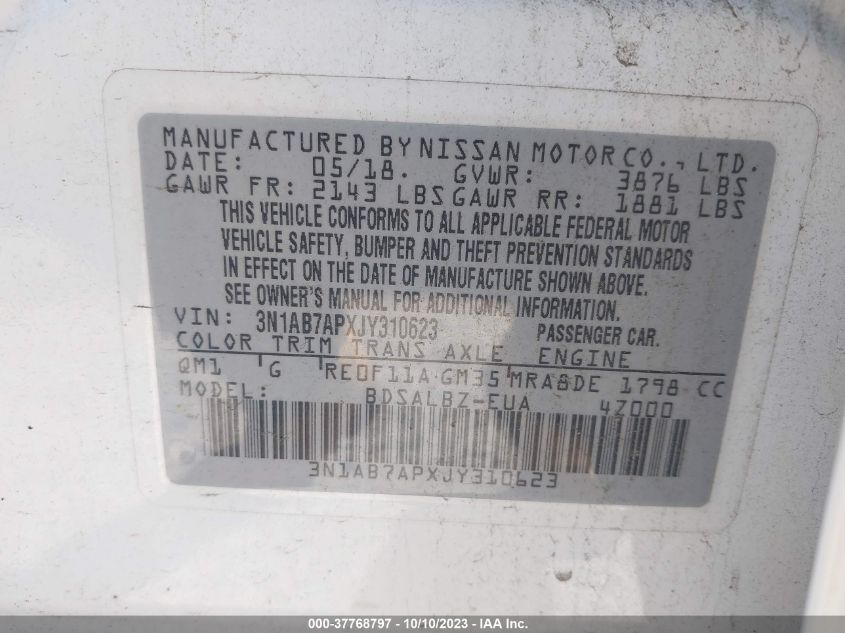 MANUFACTURED BY NISSAN MOTOR CO., LTD.
DATE: 05/18. GVWR: 3876 LBS
GAWR FR: 2143 LBS GAWR RR: 1881 LBS
THIS VEHICLE CONFORMS TO ALL APPLICABLE FEDERAL MOTOR
VEHICLE SAFETY, BUMPER AND THEFT PREVENTION STANDARDS
IN EFFECT ON THE DATE OF MANUFACTURE SHOWN ABOVE.
SEE OWNER'S MANUAL FOR ADDITIONAL INFORMATION.
VIN: 3N1AB7APXJY310623 PASSENGER CAR.
COLOR TRIM TRANS AXLE ENGINE
QM1 G RE0F11A GM35 MRA8DE 1798 CC
MODEL: BDSALBZ-EUA 4Z000
3N1AB7APXJY310623
000-37768797 - 10/10/2023 - IAA Inc.